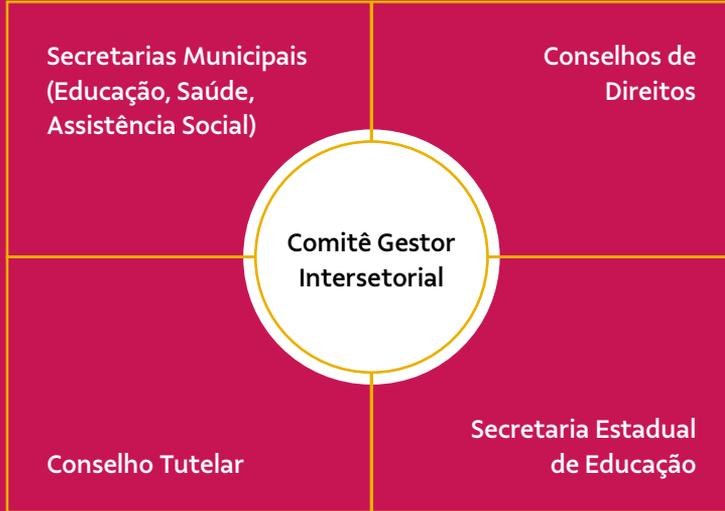 Secretarias Municipais
(Educação, Saúde,
Assistência Social)
Conselhos de
Direitos
Comitê Gestor
Intersetorial
Conselho Tutelar
Secretaria Estadual
de Educação